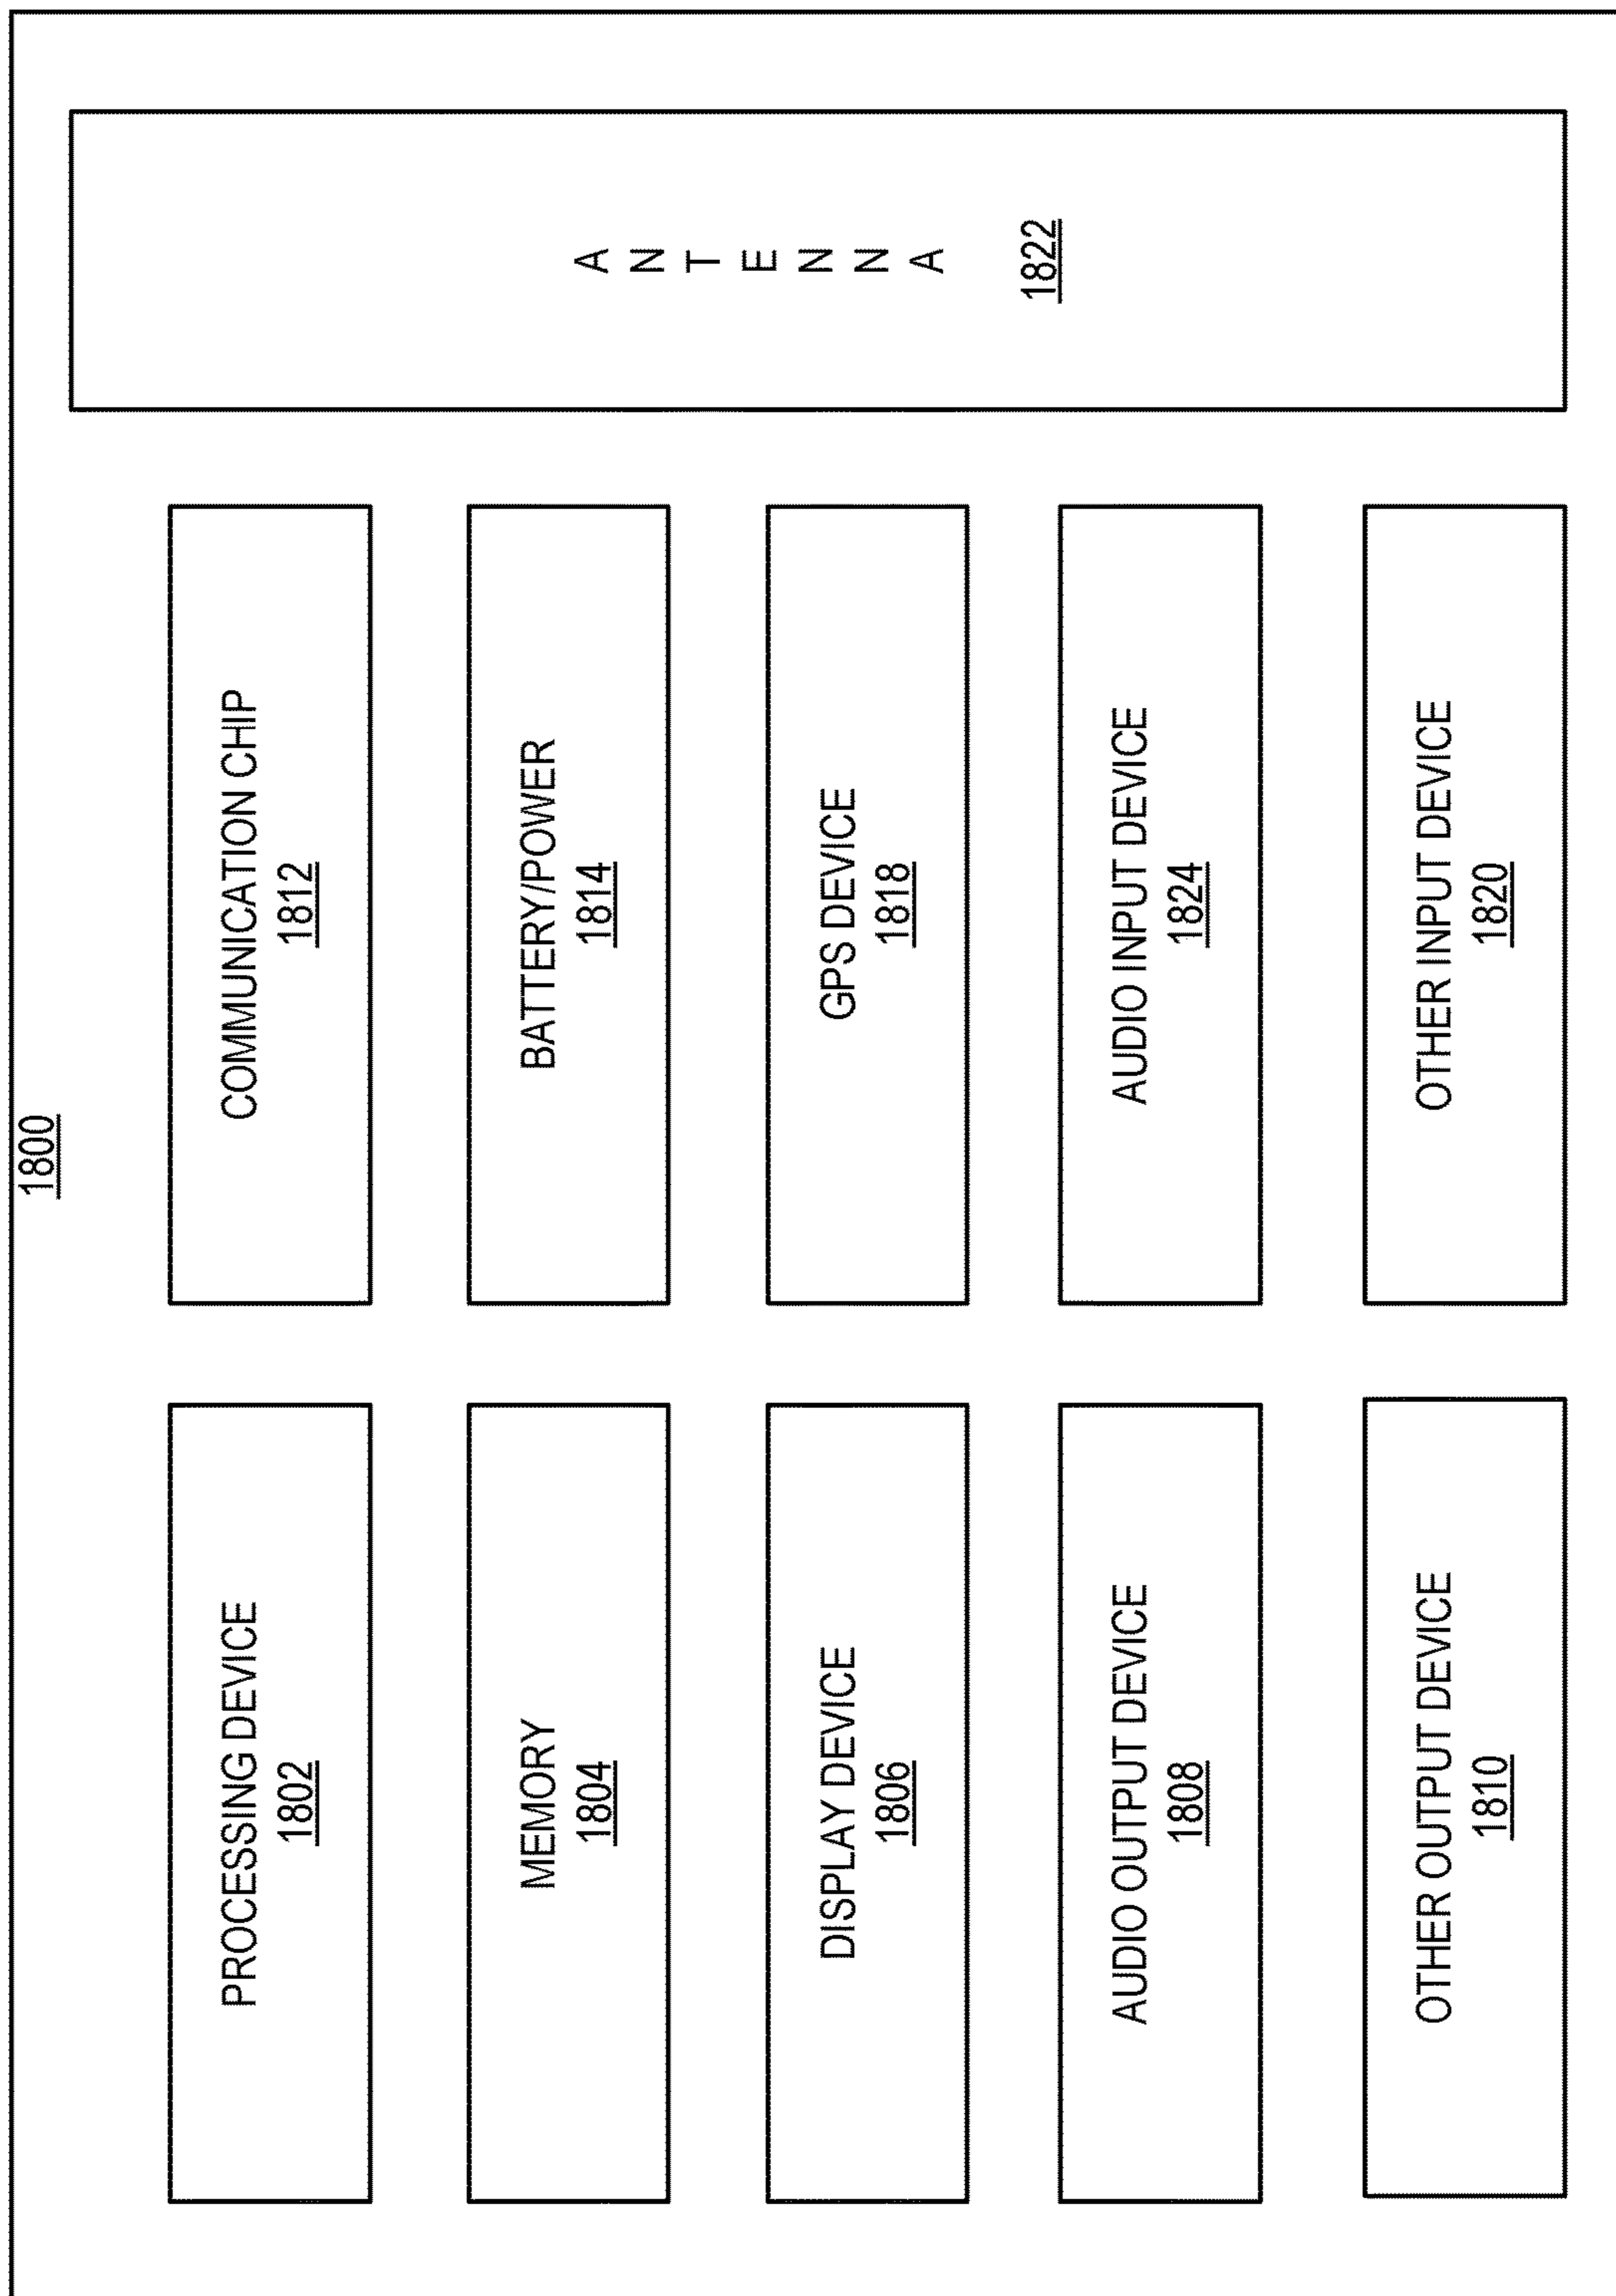 1800
PROCESSING DEVICE
1802
COMMUNICATION CHIP
1812
MEMORY
1804
BATTERY/POWER
1814
DISPLAY DEVICE
1806
GPS DEVICE
1818
AUDIO OUTPUT DEVICE
1808
AUDIO INPUT DEVICE
1824
OTHER OUTPUT DEVICE
1810
OTHER INPUT DEVICE
1820
A
N
T
E
N
N
A
1822